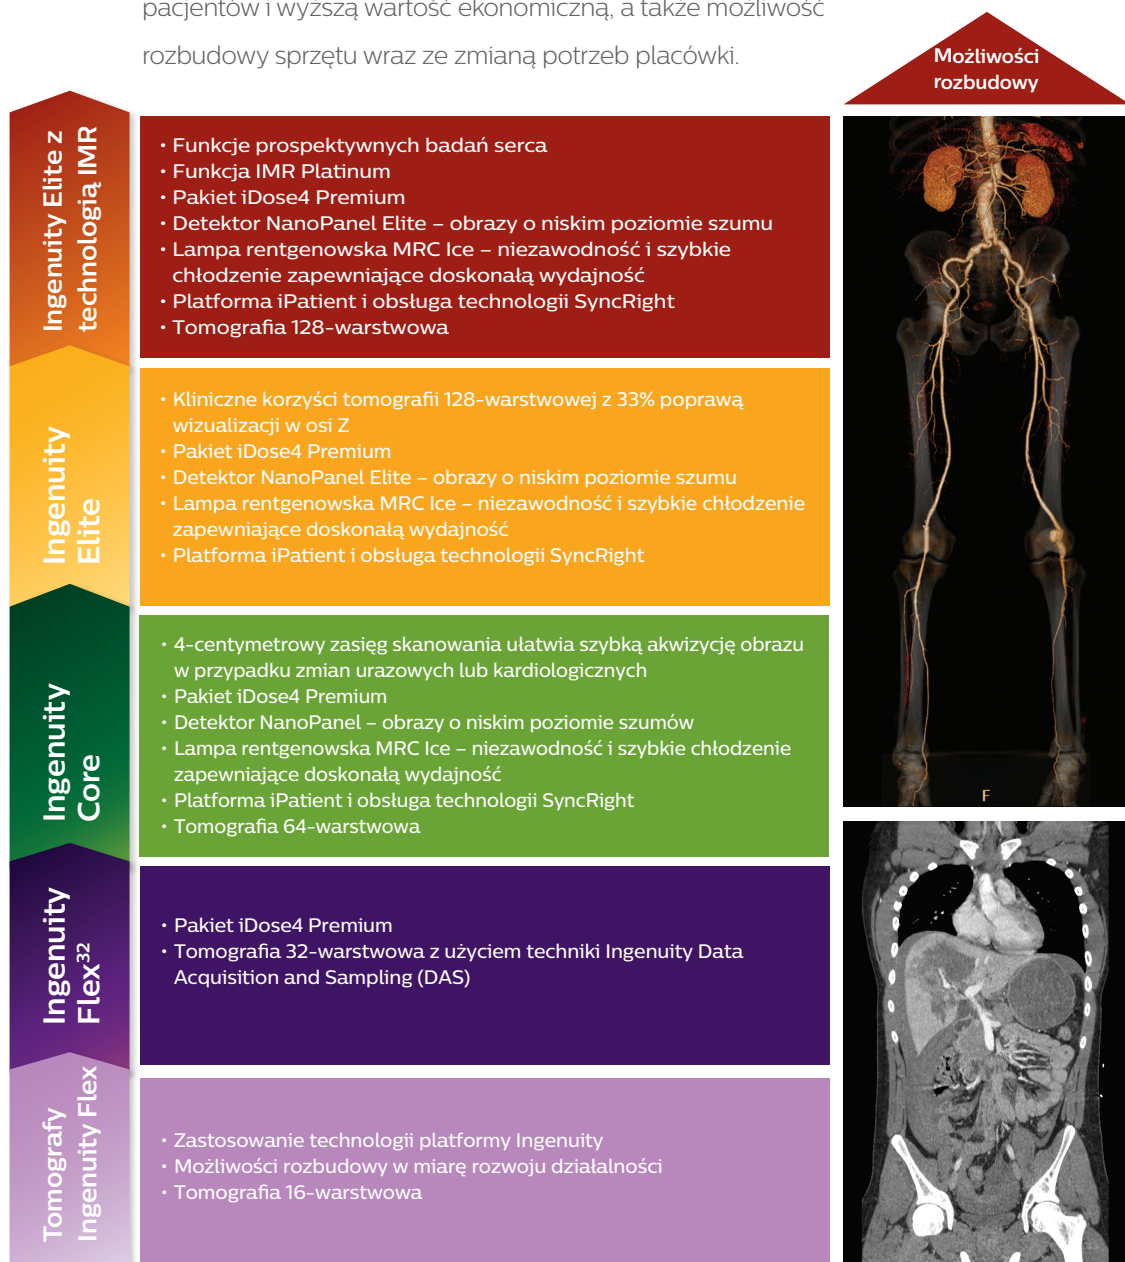 pacjentów i wyższą wartość ekonomiczną, a także możliwość
rozbudowy sprzętu wraz ze zmianą potrzeb placówki.
Możliwości
rozbudowy
Ingenuity Elite z
technologią IMR
• Funkcje prospektywnych badań serca
• Funkcja IMR Platinum
• Pakiet iDose4 Premium
• Detektor NanoPanel Elite – obrazy o niskim poziomie szumu
• Lampa rentgenowska MRC Ice – niezawodność i szybkie
chłodzenie zapewniające doskonałą wydajność
• Platforma iPatient i obsługa technologii SyncRight
• Tomografia 128-warstwowa
Ingenuity
Elite
• Kliniczne korzyści tomografii 128-warstwowej z 33% poprawą
wizualizacji w osi Z
• Pakiet iDose4 Premium
• Detektor NanoPanel Elite – obrazy o niskim poziomie szumu
• Lampa rentgenowska MRC Ice – niezawodność i szybkie chłodzenie
zapewniające doskonałą wydajność
• Platforma iPatient i obsługa technologii SyncRight
Ingenuity
Core
• 4-centymetrowy zasięg skanowania ułatwia szybką akwizycję obrazu
w przypadku zmian urazowych lub kardiologicznych
• Pakiet iDose4 Premium
• Detektor NanoPanel – obrazy o niskim poziomie szumów
• Lampa rentgenowska MRC Ice – niezawodność i szybkie chłodzenie
zapewniające doskonałą wydajność
• Platforma iPatient i obsługa technologii SyncRight
• Tomografia 64-warstwowa
F
Ingenuity
Flex³²
• Pakiet iDose4 Premium
• Tomografia 32-warstwowa z użyciem techniki Ingenuity Data
Acquisition and Sampling (DAS)
Tomografy
Ingenuity Flex
• Zastosowanie technologii platformy Ingenuity
• Możliwości rozbudowy w miarę rozwoju działalności
• Tomografia 16-warstwowa